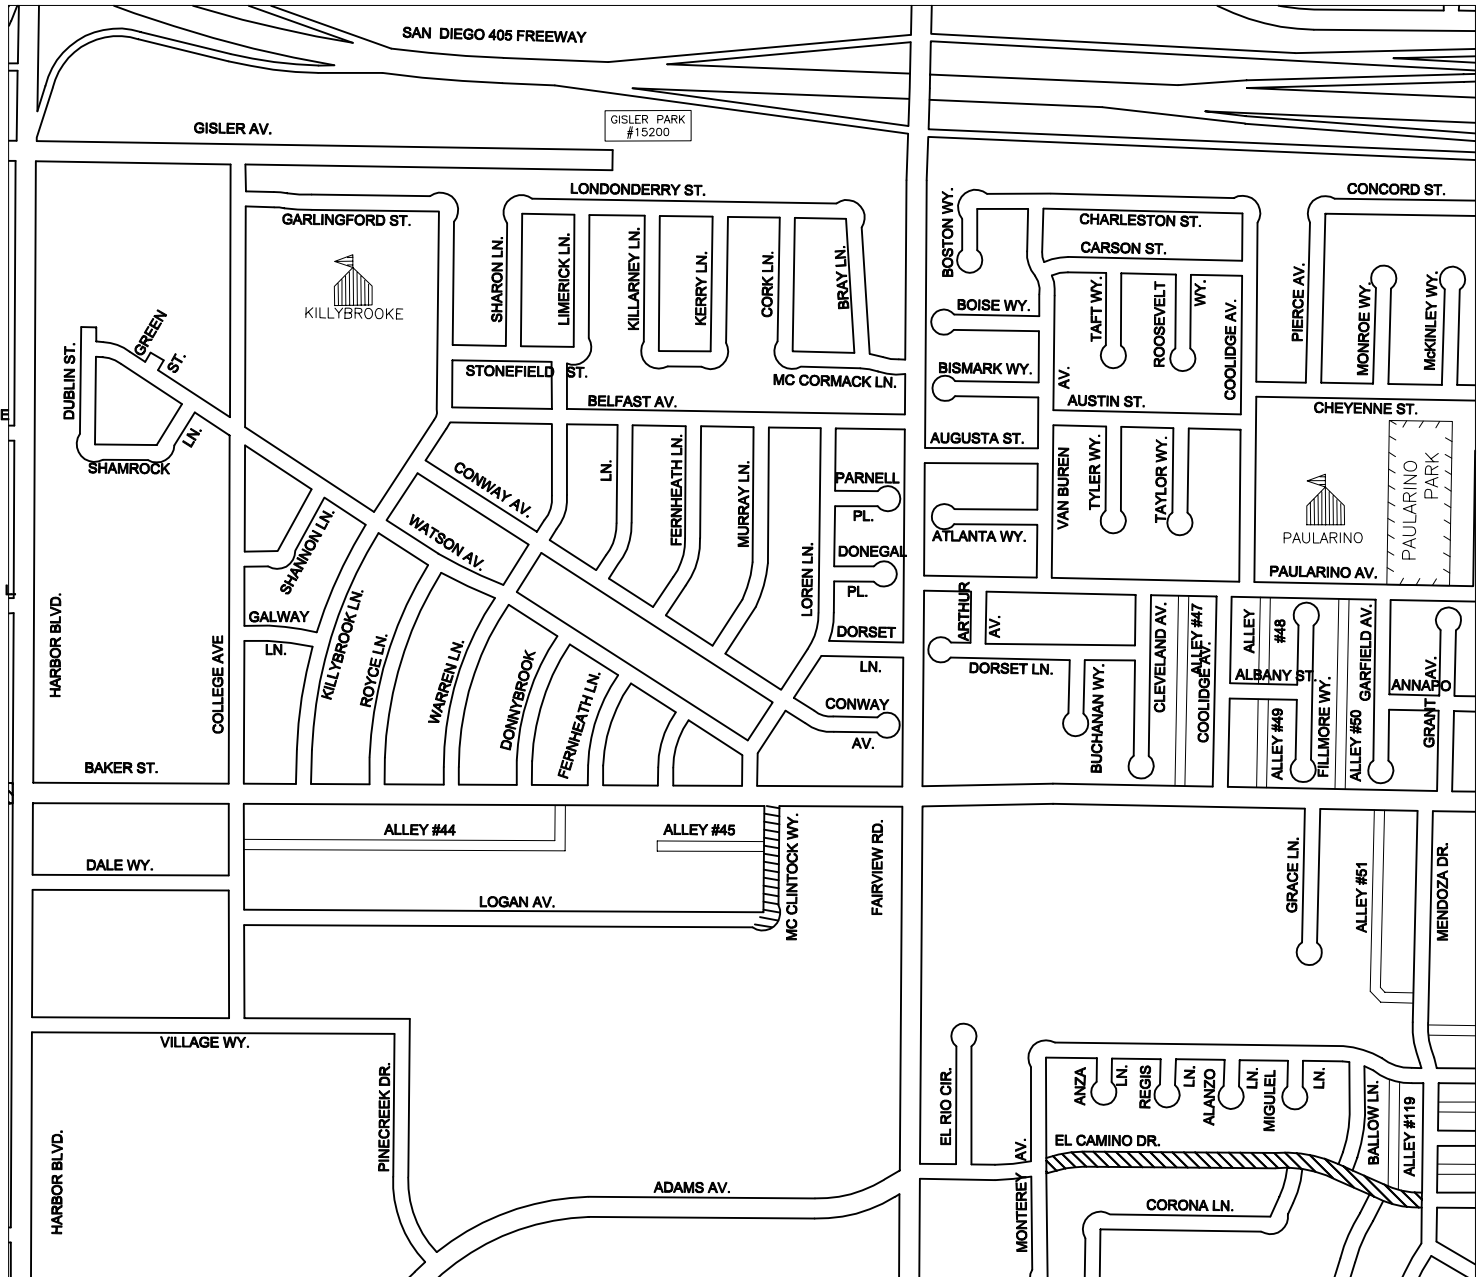 SAN DIEGO 405 FREEWAY
GISLER PARK
#15200
GISLER AV.
LONDONDERRY ST.
CONCORD ST.
GARLINGFORD ST.
CHARLESTON ST.
BOSTON WY.
CARSON ST.
SHARON LN.
LIMERICK LN.
KILLARNEY LN.
KERRY LN.
CORK LN.
BRAY LN.
KILLYBROOKE
BOISE WY.
TAFT WY.
ROOSEVELT
WY.
COOLIDGE AV.
PIERCE AV.
MONROE WY.
McKINLEY WY.
GREEN
ST.
DUBLIN ST.
STONEFIELD ST.
MC CORMACK LN.
BISMARK WY.
AV.
BELFAST AV.
AUSTIN ST.
CHEYENNE ST.
E
LN.
SHAMROCK
CONWAY AV.
LN.
FERNHEATH LN.
MURRAY LN.
PARNELL
PL.
AUGUSTA ST.
VAN BUREN
TYLER WY.
TAYLOR WY.
PAULARINO
PARK
PAULARINO
SHANNON LN.
WATSON AV.
LOREN LN.
DONEGAL
PL.
ATLANTA WY.
PAULARINO AV.
L
HARBOR BLVD.
COLLEGE AVE
GALWAY
LN.
KILLYBROOK LN.
ROYCE LN.
WARREN LN.
DONNYBROOK
FERNHEATH LN.
DORSET
LN.
ARTHUR
AV.
DORSET LN.
CLEVELAND AV.
ALLEY #47
COOLIDGE AV.
ALLEY
#48
ALBANY ST.
GARFIELD AV.
AV.
GRANT
ANNAPO
CONWAY
AV.
BUCHANAN WY.
ALLEY #49
FILLMORE WY.
ALLEY #50
BAKER ST.
ALLEY #44
ALLEY #45
MC CLINTOCK WY.
FAIRVIEW RD.
DALE WY.
LOGAN AV.
GRACE LN.
ALLEY #51
MENDOZA DR.
VILLAGE WY.
PINECREEK DR.
HARBOR BLVD.
EL RIO CIR.
ANZA
LN.
REGIS
LN.
ALANZO
LN.
MIGULEL
LN.
BALLOW LN.
ALLEY #119
EL CAMINO DR.
MONTEREY AV.
ADAMS AV.
CORONA LN.